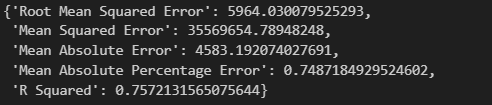 {'Root Mean Squared Error': 5964.030079525293,
'Mean Squared Error': 35569654.78948248,
'Mean Absolute Error': 4583.192074027691,
'Mean Absolute Percentage Error': 0.7487184929524602,
'R Squared': 0.7572131565075644}